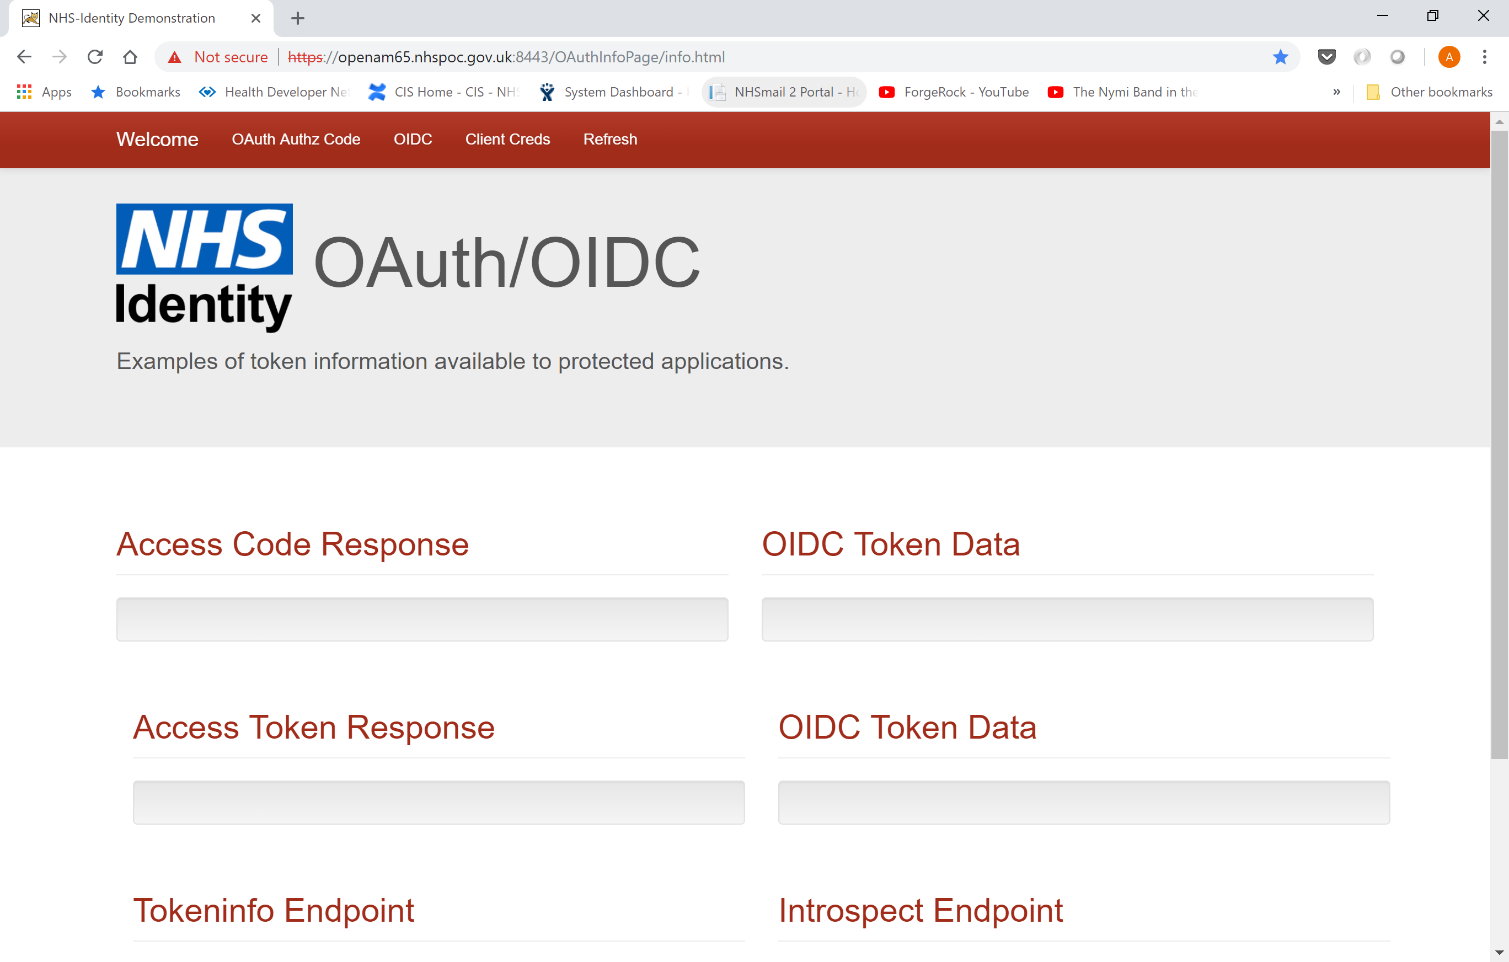 NHS-Identity Demonstration
Not secure https://openam65.nhspoc.gov.uk:8443/OAuthInfoPage/info.html A
Apps Bookmarks Health Developer Ne CIS Home - CIS - NHS System Dashboard - NHSmail 2 Portal - Ho ForgeRock - YouTube The Nymi Band in the » Other bookmarks
Welcome OAuth Authz Code OIDC Client Creds Refresh
NHS
Identity
OAuth/OIDC
Examples of token information available to protected applications.
Access Code Response OIDC Token Data
Access Token Response OIDC Token Data
Tokeninfo Endpoint Introspect Endpoint